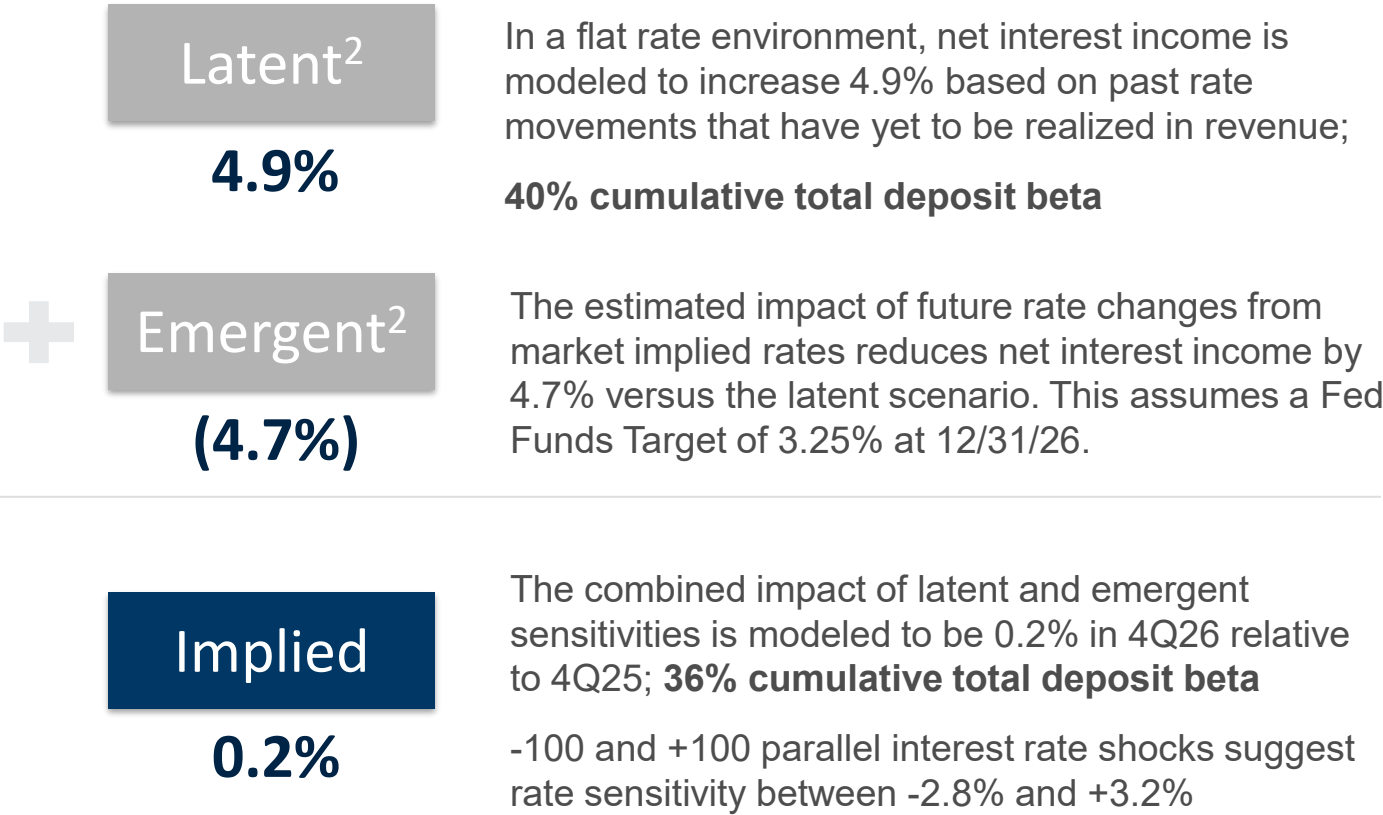 Latent²
4.9%
In a flat rate environment, net interest income is
modeled to increase 4.9% based on past rate
movements that have yet to be realized in revenue;
40% cumulative total deposit beta
Emergent²
(4.7%)
The estimated impact of future rate changes from
market implied rates reduces net interest income by
4.7% versus the latent scenario. This assumes a Fed
Funds Target of 3.25% at 12/31/26.
Implied
0.2%
The combined impact of latent and emergent
sensitivities is modeled to be 0.2% in 4Q26 relative
to 4Q25; 36% cumulative total deposit beta
-100 and +100 parallel interest rate shocks suggest
rate sensitivity between -2.8% and +3.2%